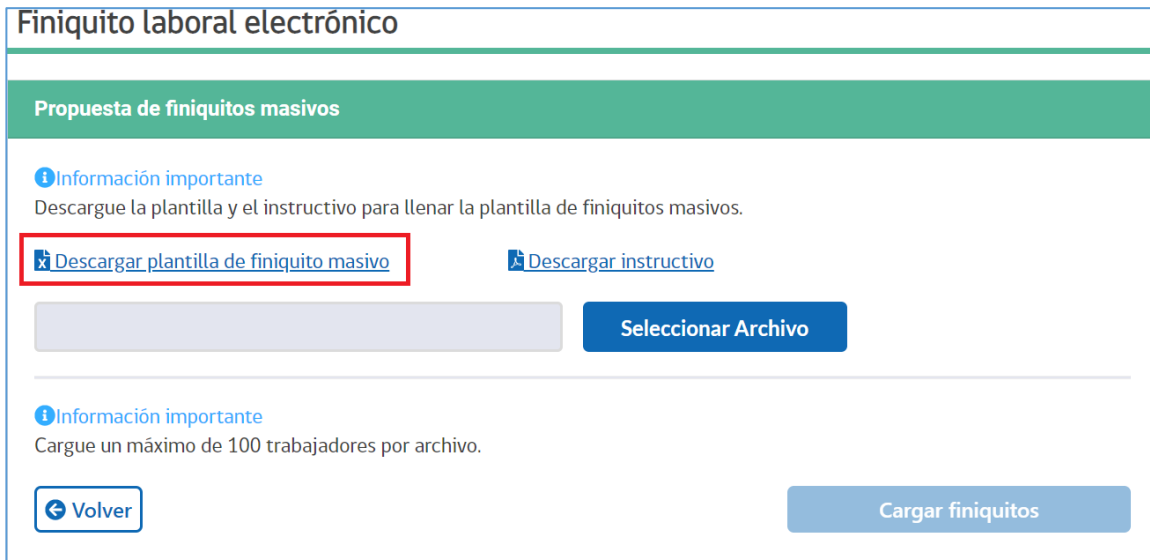 Finiquito laboral electrónico
Propuesta de finiquitos masivos
Información importante
Descargue la plantilla y el instructivo para llenar la plantilla de finiquitos masivos.
Descargar plantilla de finiquito masivo
Descargar instructivo
Seleccionar Archivo
Información importante
Cargue un máximo de 100 trabajadores por archivo.
Volver
Cargar finiquitos